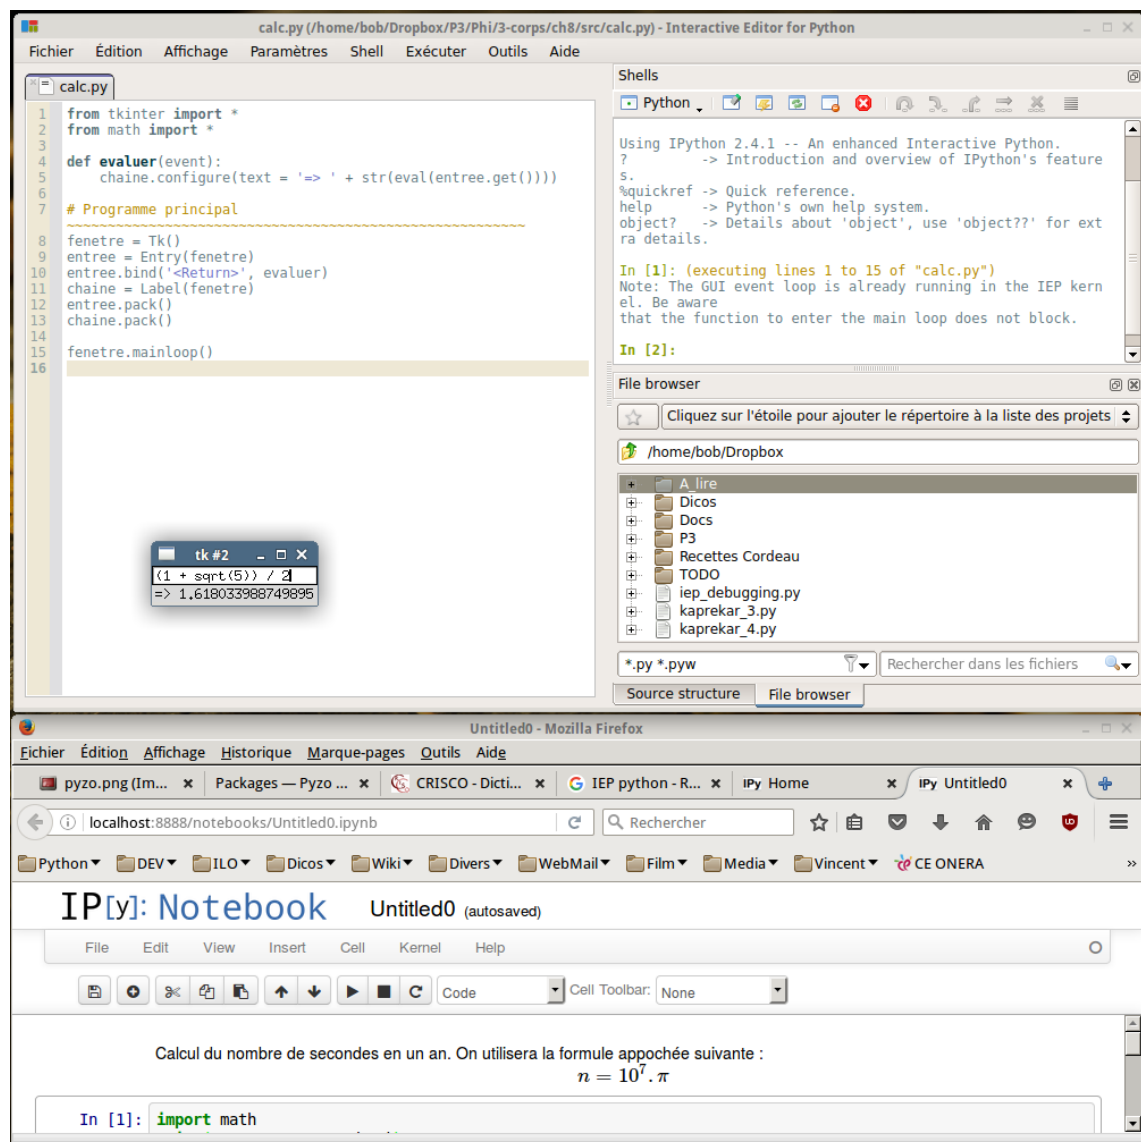 calc.py (/home/bob/Dropbox/P3/Phi/3-corps/ch8/src/calc.py) - Interactive Editor for Python
Fichier Édition Affichage Paramètres Shell Exécuter Outils Aide
calc.py
1 from tkinter import *
2 from math import *
3
4 def evaluer(event):
5 chaine.configure(text = '=> ' + str(eval(entree.get())))
6
7 # Programme principal
~~~~~~~~~~~~~~~~~~~~~~~~~~~~~~~~~~~~~~~~~~~~~~~~~~~~~~~~
8 fenetre = Tk()
9 entree = Entry(fenetre)
10 entree.bind('<Return>', evaluer)
11 chaine = Label(fenetre)
12 entree.pack()
13 chaine.pack()
14
15 fenetre.mainloop()
16
tk #2
(1 + sqrt(5)) / 2
=> 1.618033988749895
Shells
Python
Using IPython 2.4.1 -- An enhanced Interactive Python.
? -> Introduction and overview of IPython's feature
s.
%quickref -> Quick reference.
help -> Python's own help system.
object? -> Details about 'object', use 'object??' for ext
ra details.
In [1]: (executing lines 1 to 15 of "calc.py")
Note: The GUI event loop is already running in the IEP kern
el. Be aware
that the function to enter the main loop does not block.
In [2]:
File browser
Cliquez sur l'étoile pour ajouter le répertoire à la liste des projets
/home/bob/Dropbox
A_lire
Dicos
Docs
P3
Recettes Cordeau
TODO
iep_debugging.py
kaprekar_3.py
kaprekar_4.py
*.py *.pyw
Rechercher dans les fichiers
Source structure File browser
Untitled0 - Mozilla Firefox
Fichier Édition Affichage Historique Marque-pages Outils Aide
pyzo.png (Im... Packages — Pyzo ... CRISCO - Dicti... G IEP python - R... IPy Home IPy Untitled0
localhost:8888/notebooks/Untitled0.ipynb Rechercher
Python DEV ILO Dicos Wiki Divers WebMail Film Media Vincent CE ONERA »
IP[y]: Notebook Untitled0 (autosaved)
File Edit View Insert Cell Kernel Help
Code Cell Toolbar: None
Calcul du nombre de secondes en un an. On utilisera la formule appochée suivante :
n = 10⁷. π
In [1]: import math